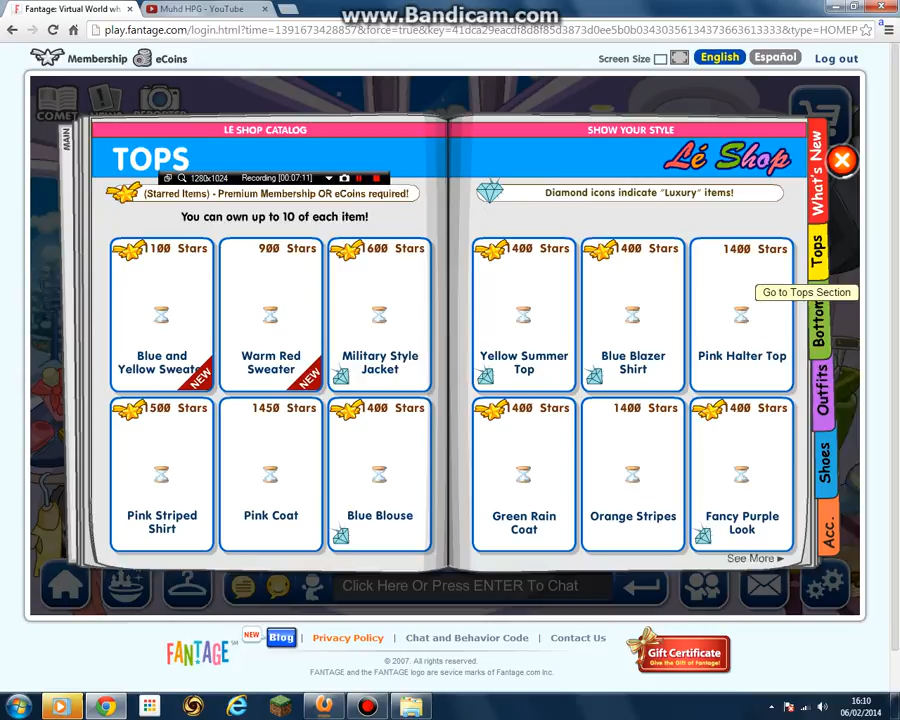 www.Bandicam.com
Fantage: Virtual World wh
Muhd HPG - YouTube
play.fantage.com/login.html?time=1391673428857&force=true&key=41dca29eacdf0f8d85d3873d0ee5b0b03430356134373663613333&type=HOMEP
Membership
eCoins
Screen Size
English
Español
Log out
COMET
LÉ SHOP CATALOG
SHOW YOUR STYLE
MAIN
TOPS
Lé Shop
1280x1024
Recording [00:07:11]
(Starred Items) - Premium Membership OR eCoins required!
Diamond icons indicate "Luxury" items!
You can own up to 10 of each item!
What's New
Tops
Go to Tops Section
Bottom
Outfits
Shoes
Acc.
1100 Stars
900 Stars
1600 Stars
1400 Stars
1400 Stars
1400 Stars
Blue and
Yellow Sweate
NEW
Warm Red
Sweater
NEW
Military Style
Jacket
Yellow Summer
Top
Blue Blazer
Shirt
Pink Halter Top
1500 Stars
1450 Stars
1400 Stars
1400 Stars
1400 Stars
1400 Stars
Pink Striped
Shirt
Pink Coat
Blue Blouse
Green Rain
Coat
Orange Stripes
Fancy Purple
Look
See More
Click Here Or Press ENTER To Chat
FANTAGE
NEW
Blog
Privacy Policy
|
Chat and Behavior Code
|
Contact Us
© 2007. All rights reserved.
FANTAGE and the FANTAGE logo are sevice marks of Fantage.com Inc.
Gift Certificate
Give the Gift of Fantage!
16:10
06/02/2014